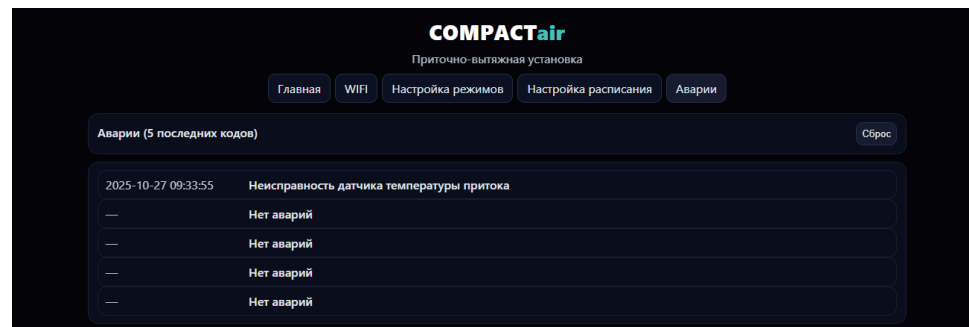 COMPACTair
Приточно-вытяжная установка
Главная WIFI Настройка режимов Настройка расписания Аварии
Аварии (5 последних кодов) Сброс
2025-10-27 09:33:55 Неисправность датчика температуры притока
— Нет аварий
— Нет аварий
— Нет аварий
— Нет аварий